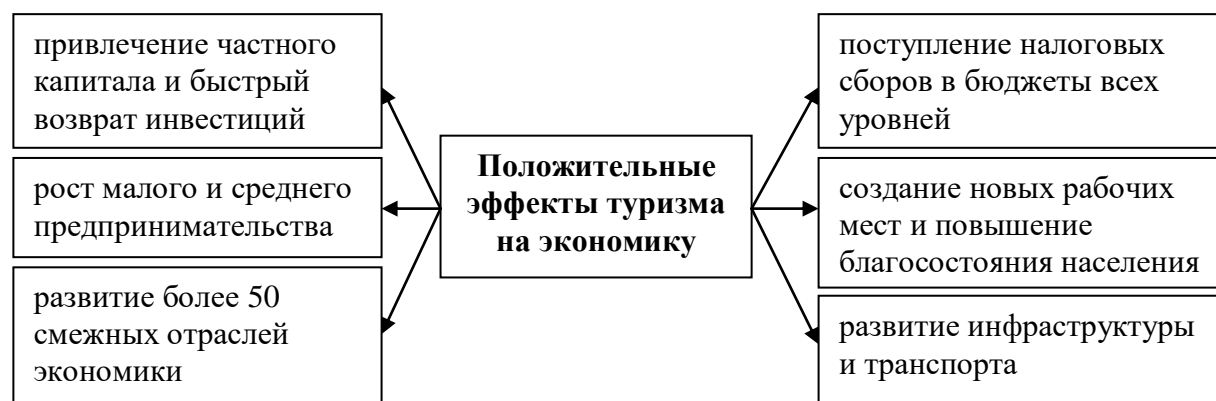 привлечение частного
капитала и быстрый
возврат инвестиций
рост малого и среднего
предпринимательства
развитие более 50
смежных отраслей
экономики
Положительные
эффекты туризма
на экономику
поступление налоговых
сборов в бюджеты всех
уровней
создание новых рабочих
мест и повышение
благосостояния населения
развитие инфраструктуры
и транспорта